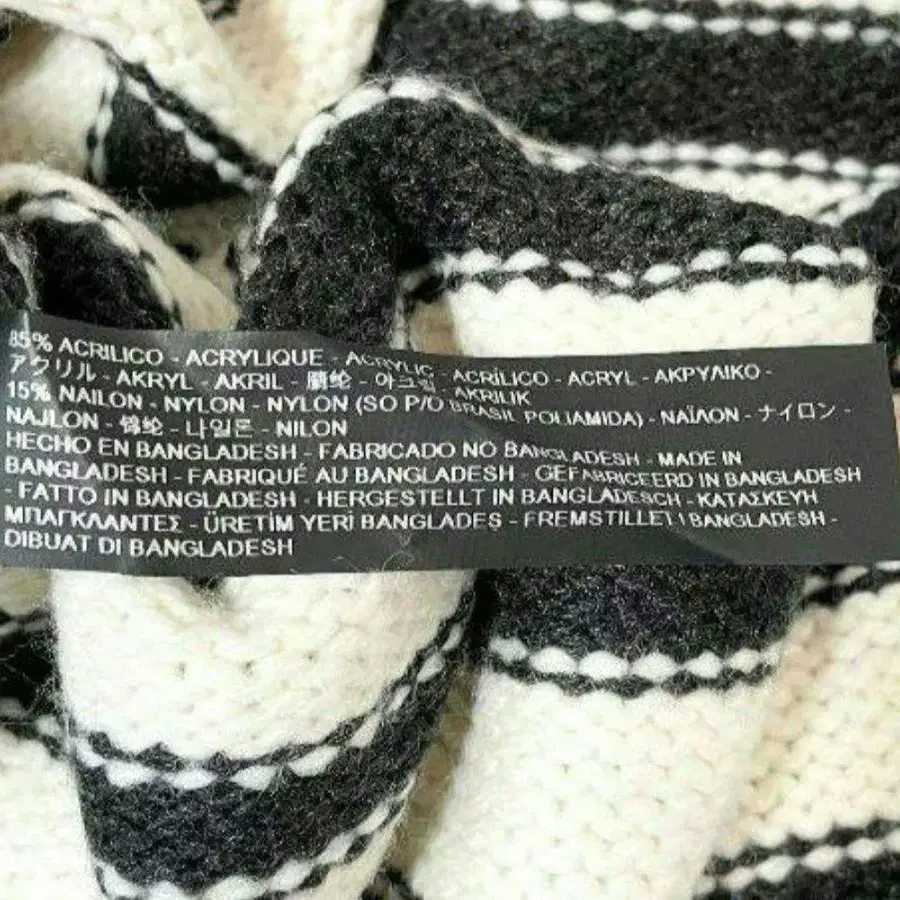 85% ACRILICO - ACRYLIQUE - ACRYLIC - ACRÍLICO - ACRYL - ΑΚΡΥΛΙΚΟ -
アクリル - AKRYL - AKRIL - 腈纶 - 아크릴 - AKRILIK
15% NAILON - NYLON - NYLON (SO P/O BRASIL POLIAMIDA) - ΝΑΪΛΟΝ - ナイロン -
NAJLON - 锦纶 - 나일론 - NILON
HECHO EN BANGLADESH - FABRICADO NO BANGLADESH - MADE IN
BANGLADESH - FABRIQUÉ AU BANGLADESH - GEFABRICEERD IN BANGLADESH
- FATTO IN BANGLADESH - HERGESTELLT IN BANGLADESCH - ΚΑΤΑΣΚΕΥΗ
ΜΠΑΓΚΛΑΝΤΕΣ - ÜRETİM YERİ BANGLADEŞ - FREMSTILLET I BANGLADESH -
DIBUAT DI BANGLADESH